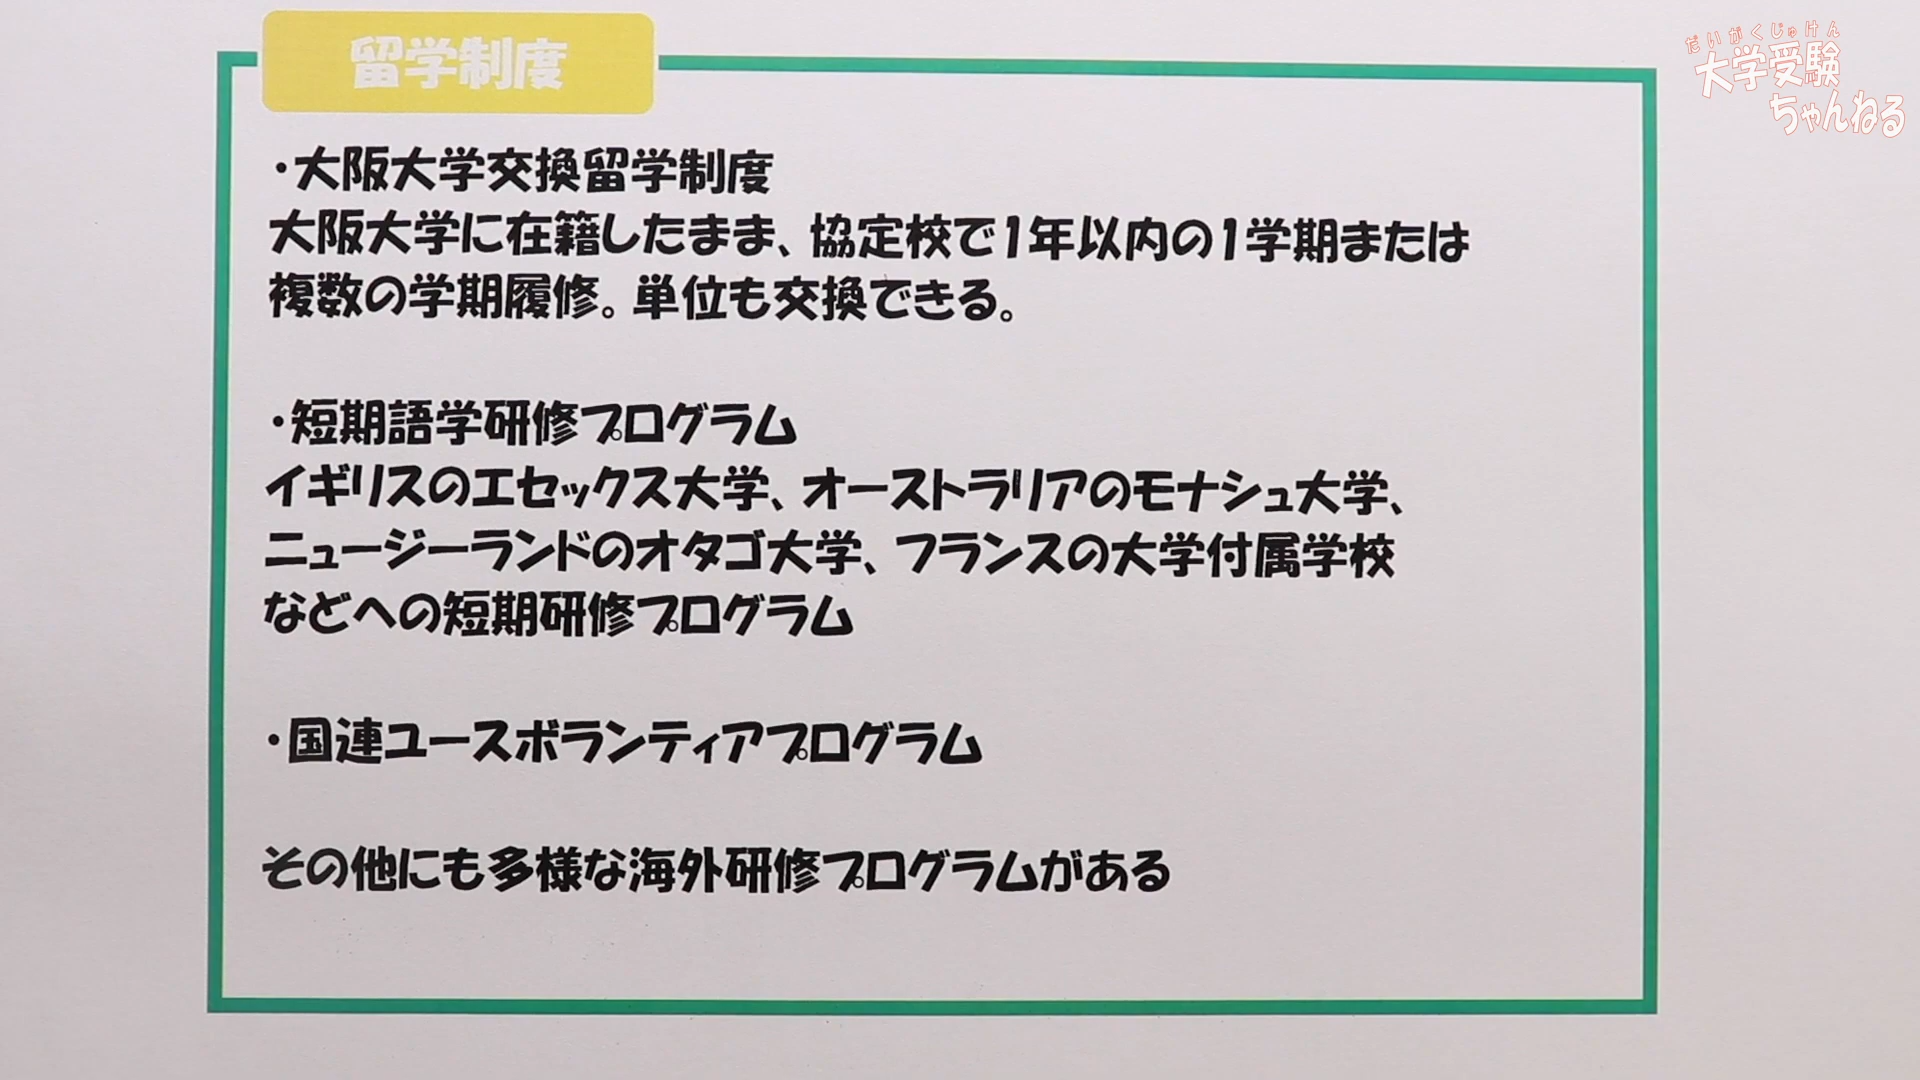 留学制度
だいがくじゅけん
大学受験
ちゃんねる
・大阪大学交換留学制度
大阪大学に在籍したまま、協定校で1年以内の1学期または
複数の学期履修。単位も交換できる。
・短期語学研修プログラム
イギリスのエセックス大学、オーストラリアのモナシュ大学、
ニュージーランドのオタゴ大学、フランスの大学付属学校
などへの短期研修プログラム
・国連ユースボランティアプログラム
その他にも多様な海外研修プログラムがある